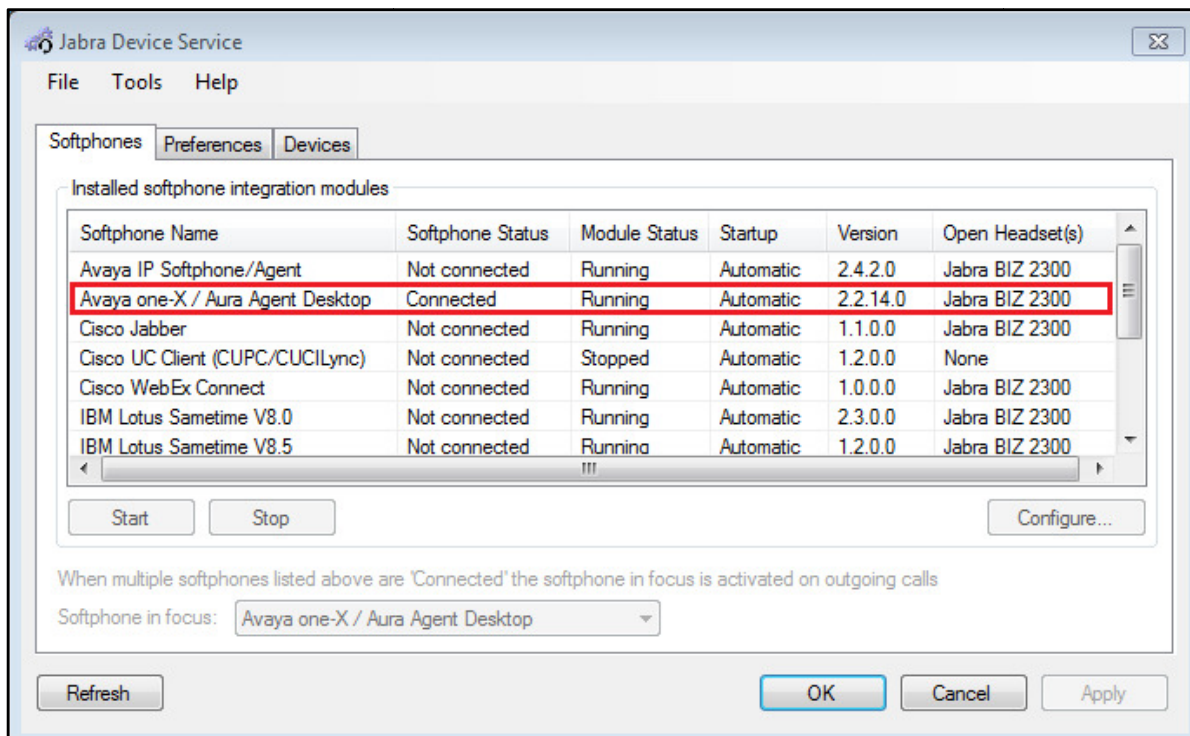 Jabra Device Service
File Tools Help
Softphones Preferences Devices
Installed softphone integration modules
Softphone Name Softphone Status Module Status Startup Version Open Headset(s)
Avaya IP Softphone/Agent Not connected Running Automatic 2.4.2.0 Jabra BIZ 2300
Avaya one-X / Aura Agent Desktop Connected Running Automatic 2.2.14.0 Jabra BIZ 2300
Cisco Jabber Not connected Running Automatic 1.1.0.0 Jabra BIZ 2300
Cisco UC Client (CUPC/CUCILync) Not connected Stopped Automatic 1.2.0.0 None
Cisco WebEx Connect Not connected Running Automatic 1.0.0.0 Jabra BIZ 2300
IBM Lotus Sametime V8.0 Not connected Running Automatic 2.3.0.0 Jabra BIZ 2300
IBM Lotus Sametime V8.5 Not connected Running Automatic 1.2.0.0 Jabra BIZ 2300
Start Stop Configure...
When multiple softphones listed above are 'Connected' the softphone in focus is activated on outgoing calls
Softphone in focus: Avaya one-X / Aura Agent Desktop
Refresh OK Cancel Apply